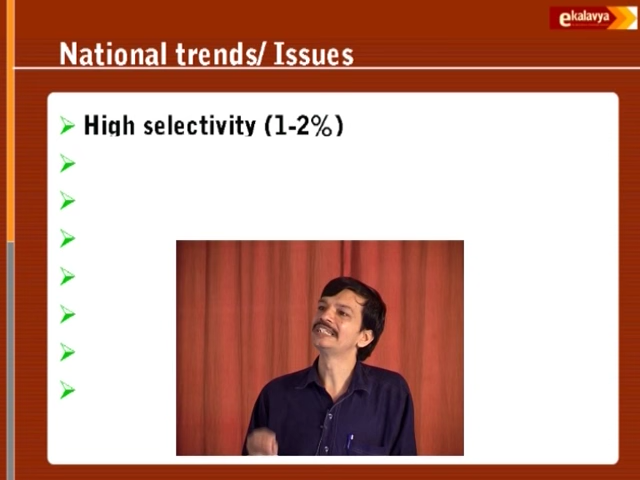 ekalavya
National trends/ Issues
High selectivity (1-2%)